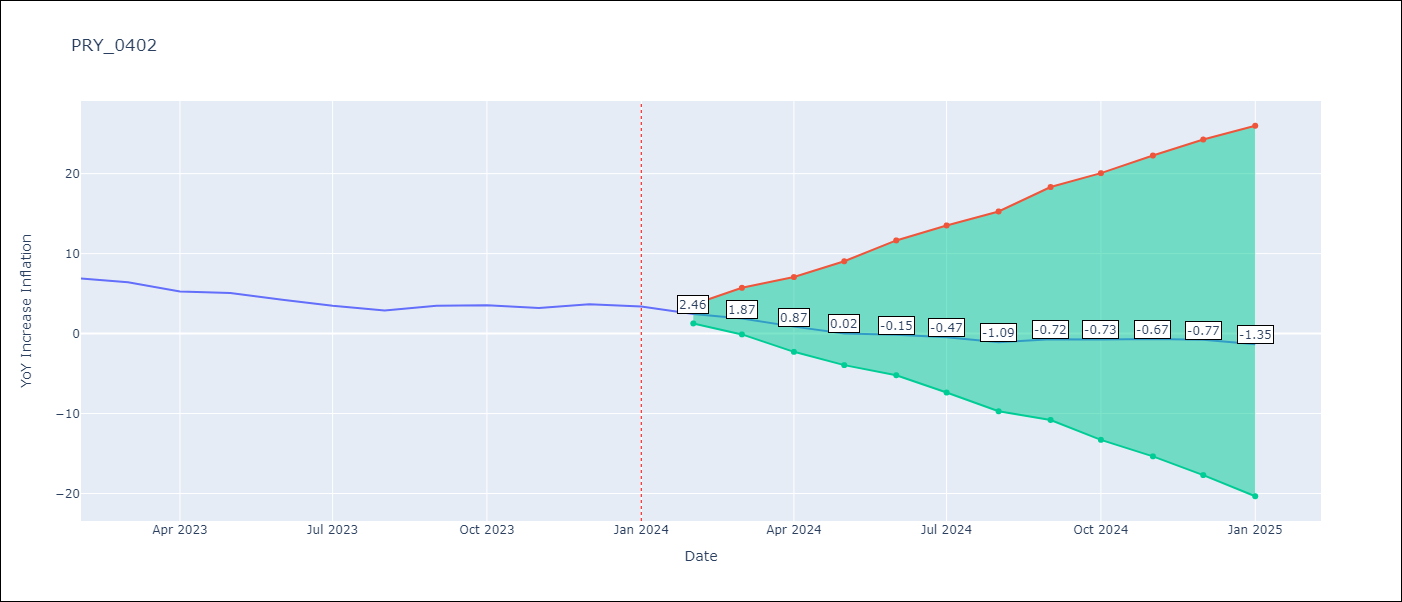 PRY_0402
YoY Increase Inflation
20
10
0
−10
−20
2.46
1.87
0.87
0.02
-0.15
-0.47
-1.09
-0.72
-0.73
-0.67
-0.77
-1.35
Apr 2023
Jul 2023
Oct 2023
Jan 2024
Apr 2024
Jul 2024
Oct 2024
Jan 2025
Date